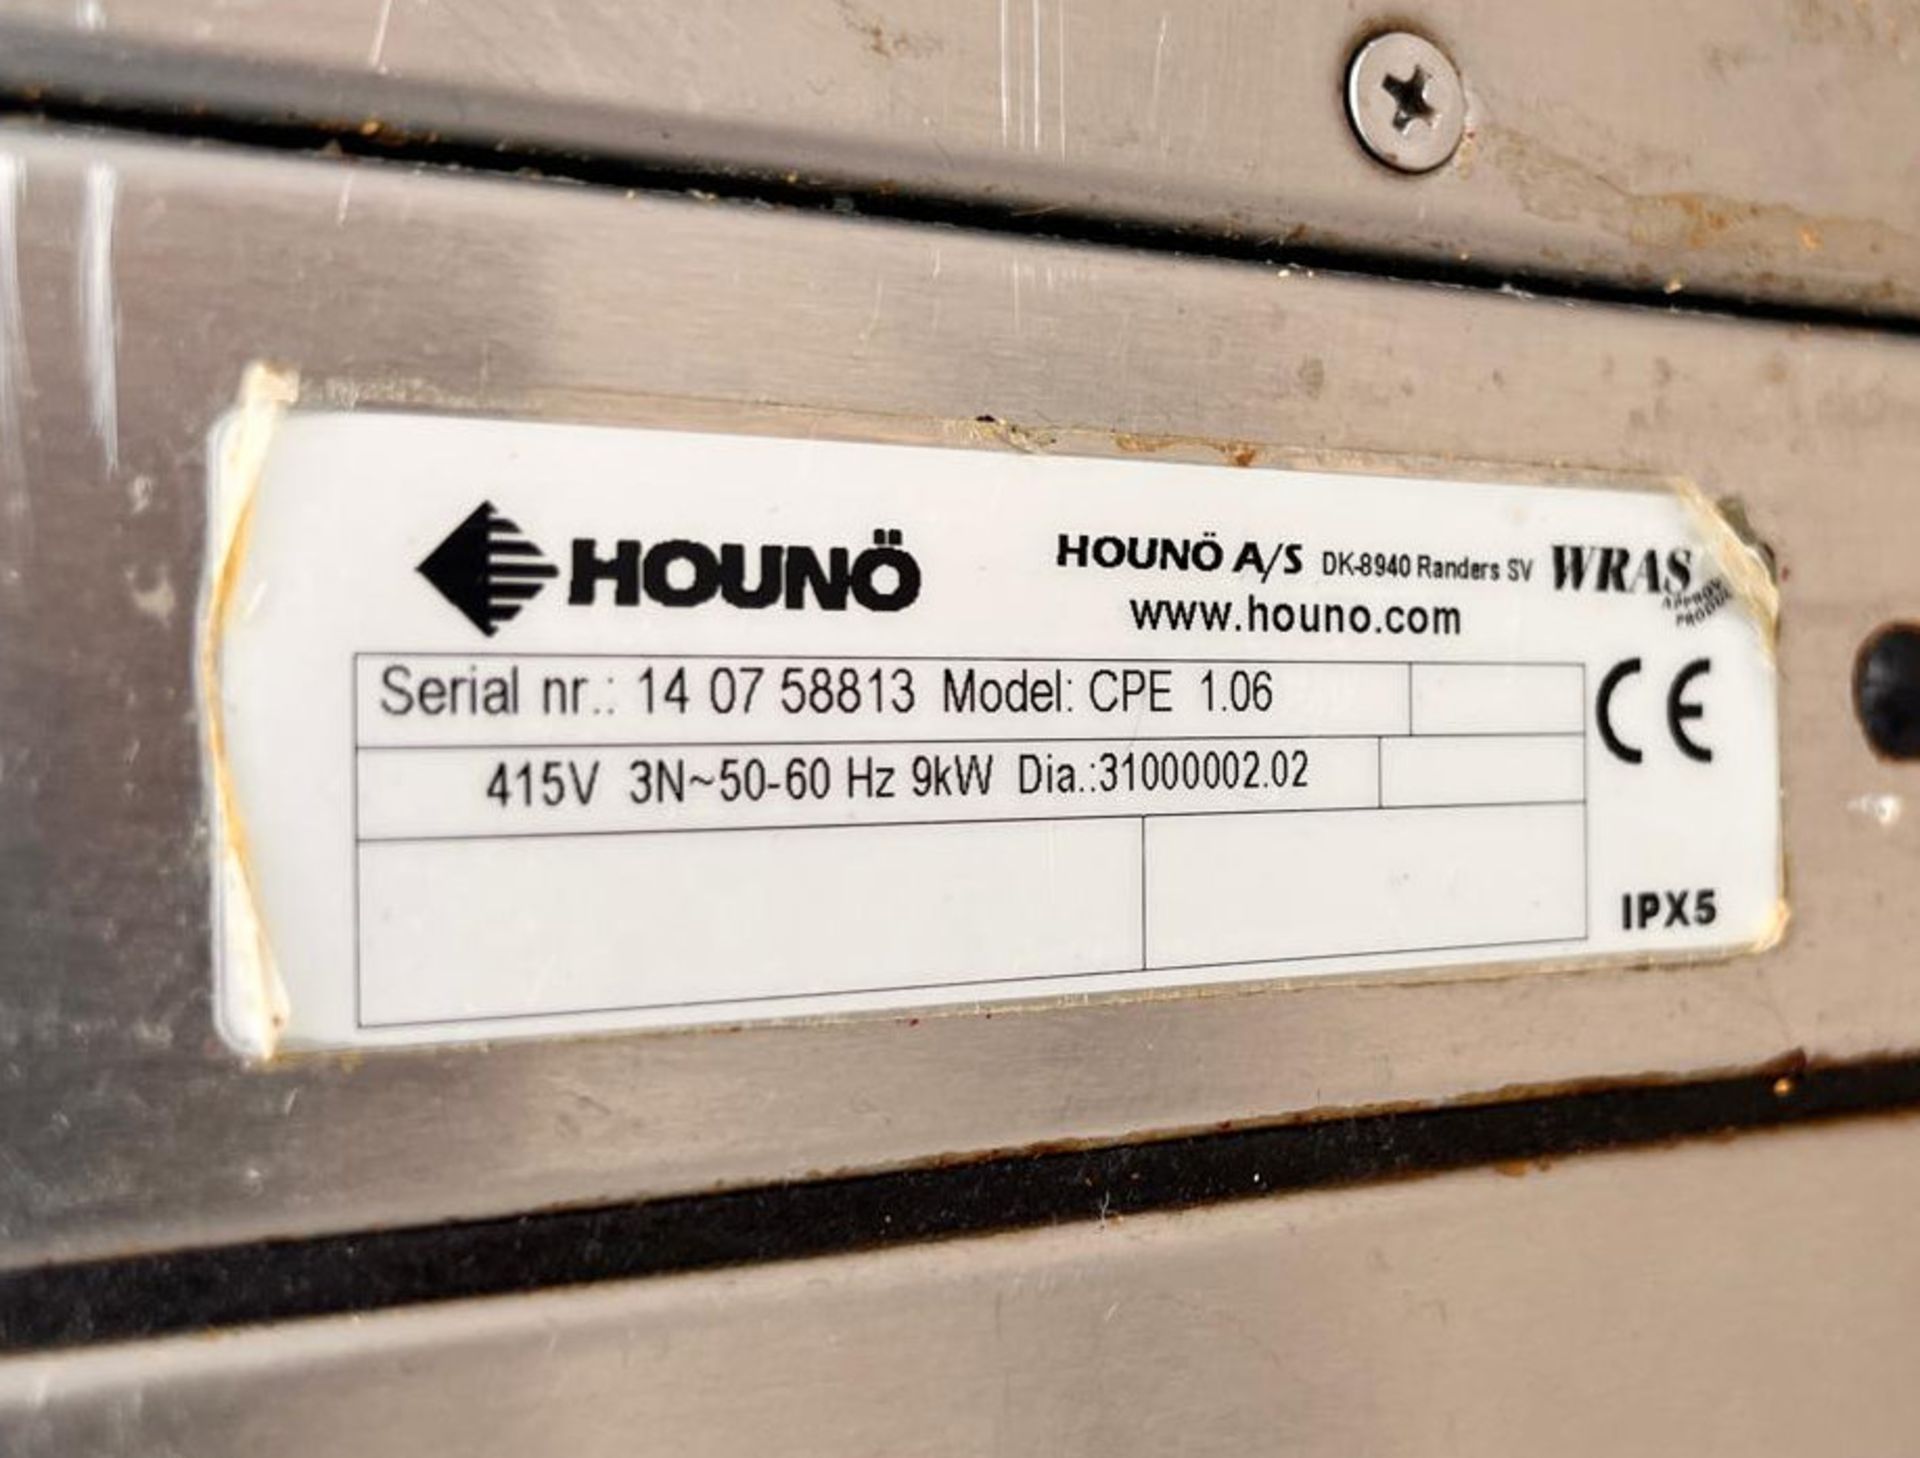 HOUNÖ
HOUNÖ A/S DK-8940 Randers SV WRAS
www.houno.com
Serial nr.: 14 07 58813 Model: CPE 1.06
CE
415V 3N~50-60 Hz 9kW Dia.:31000002.02
IPX5